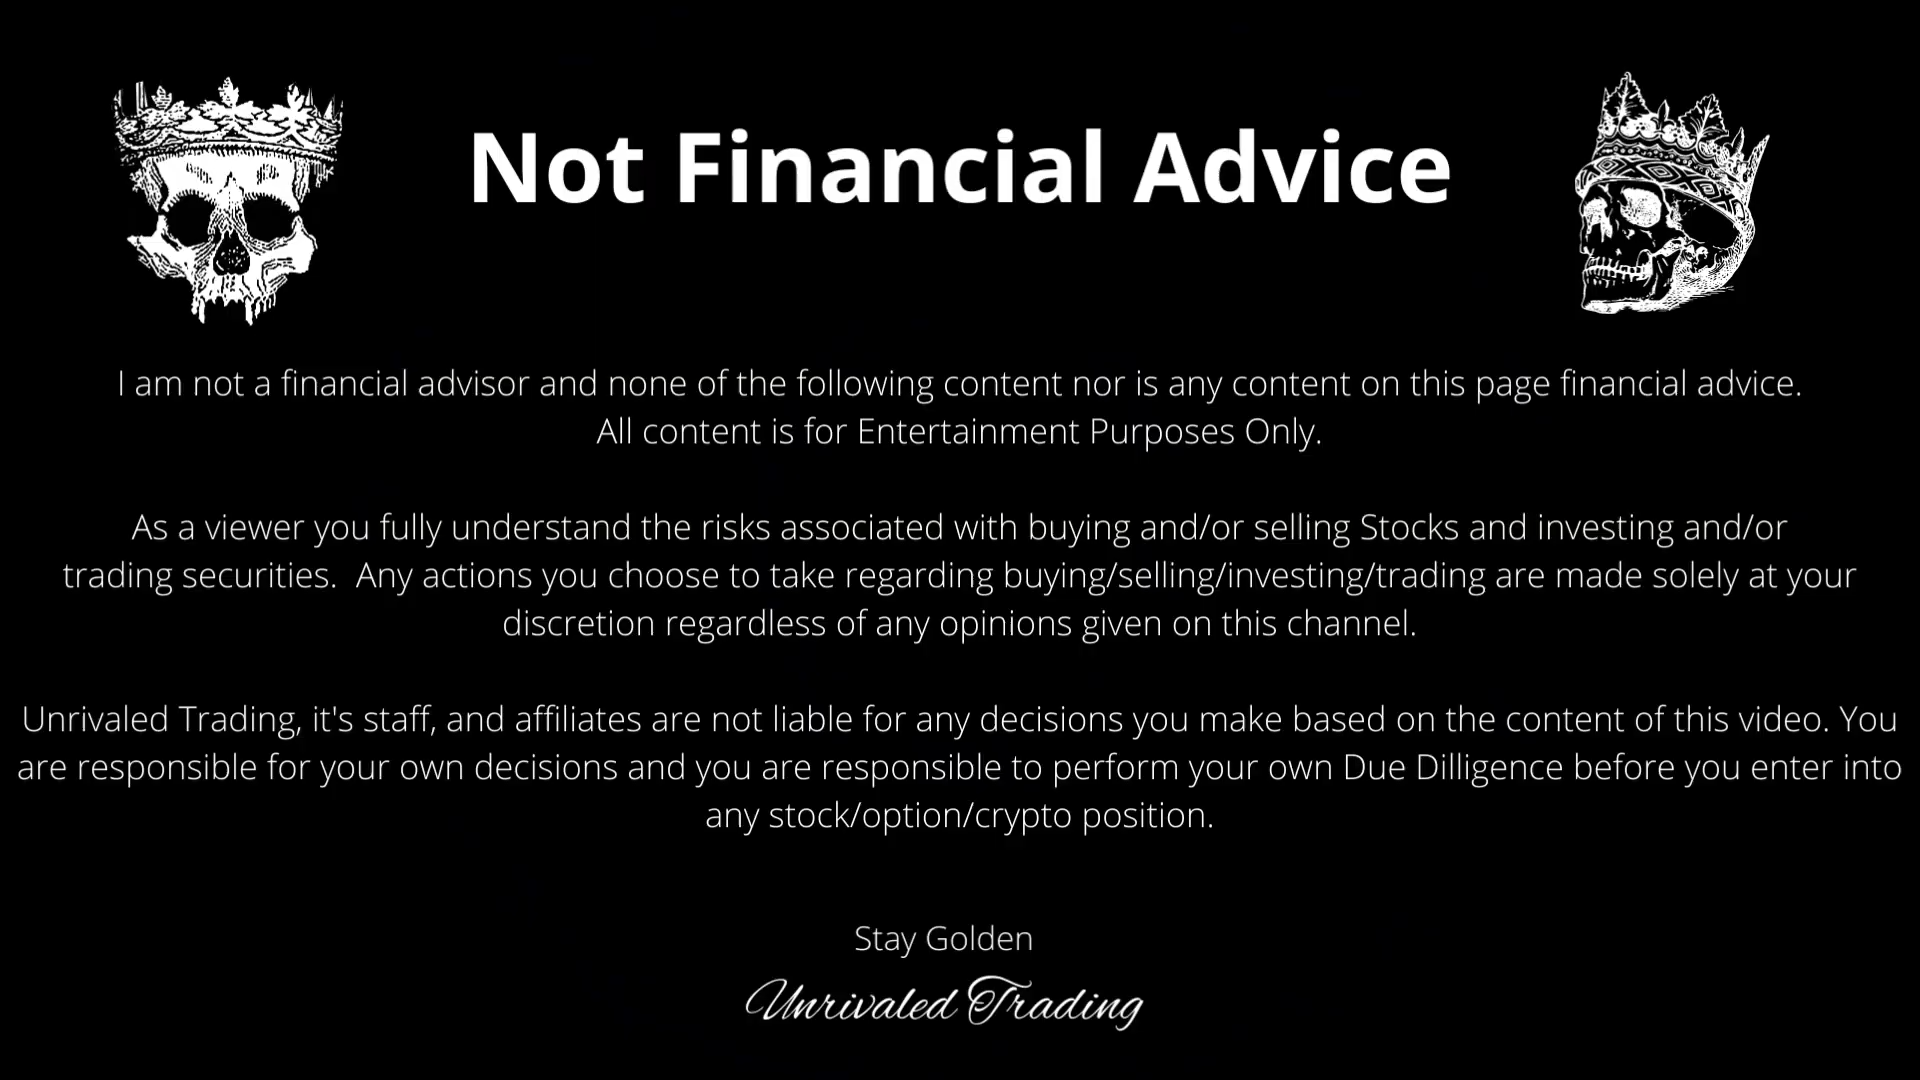 Not Financial Advice
I am not a financial advisor and none of the following content nor is any content on this page financial advice.
All content is for Entertainment Purposes Only.
As a viewer you fully understand the risks associated with buying and/or selling Stocks and investing and/or
trading securities.  Any actions you choose to take regarding buying/selling/investing/trading are made solely at your
discretion regardless of any opinions given on this channel.
Unrivaled Trading, it's staff, and affiliates are not liable for any decisions you make based on the content of this video. You
are responsible for your own decisions and you are responsible to perform your own Due Dilligence before you enter into
any stock/option/crypto position.
Stay Golden
Unrivaled Trading